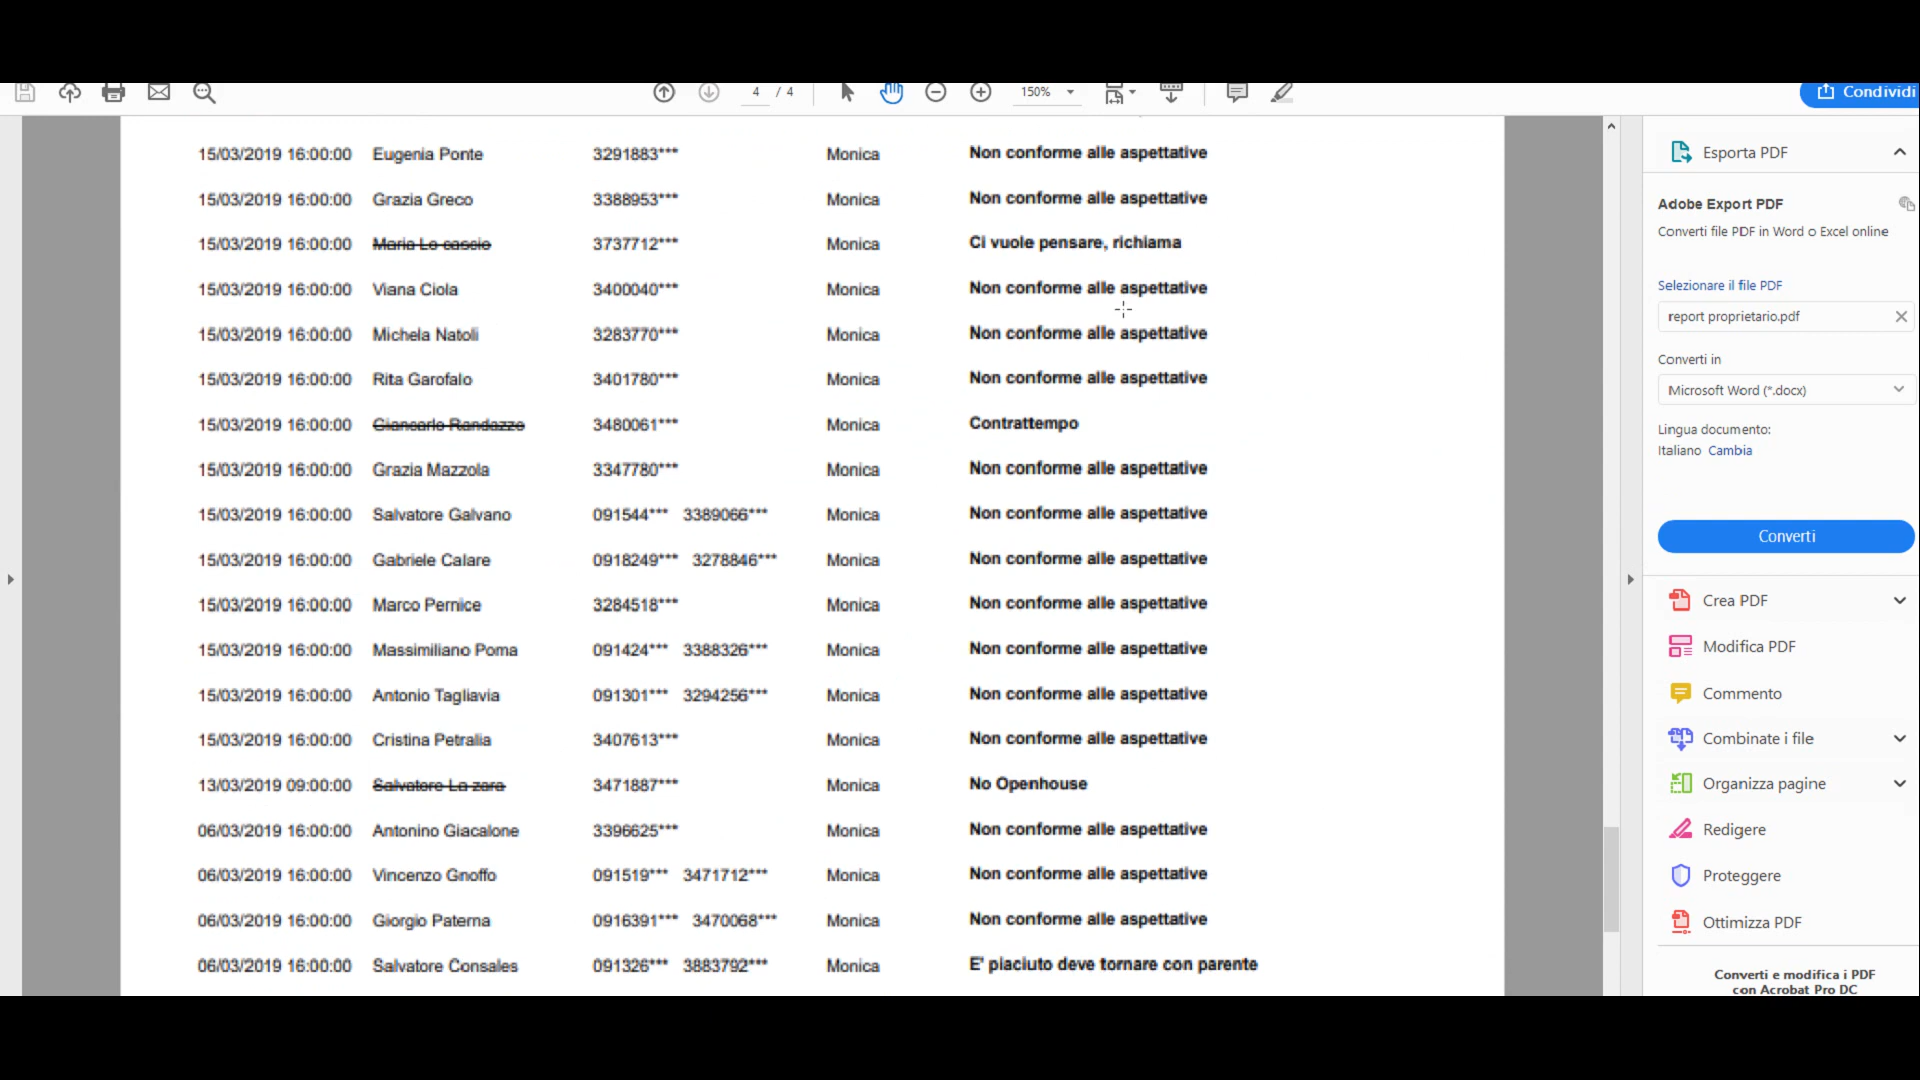 4 / 4 150% Condividi
15/03/2019 16:00:00 Eugenia Ponte 3291883*** Monica Non conforme alle aspettative
15/03/2019 16:00:00 Grazia Greco 3388953*** Monica Non conforme alle aspettative
15/03/2019 16:00:00 Maria Lo cascio 3737712*** Monica Ci vuole pensare, richiama
15/03/2019 16:00:00 Viana Ciola 3400040*** Monica Non conforme alle aspettative
15/03/2019 16:00:00 Michela Natoli 3283770*** Monica Non conforme alle aspettative
15/03/2019 16:00:00 Rita Garofalo 3401780*** Monica Non conforme alle aspettative
15/03/2019 16:00:00 Giancarlo Randazzo 3480061*** Monica Contrattempo
15/03/2019 16:00:00 Grazia Mazzola 3347780*** Monica Non conforme alle aspettative
15/03/2019 16:00:00 Salvatore Galvano 091544*** 3389066*** Monica Non conforme alle aspettative
15/03/2019 16:00:00 Gabriele Calare 0918249*** 3278846*** Monica Non conforme alle aspettative
15/03/2019 16:00:00 Marco Pernice 3284518*** Monica Non conforme alle aspettative
15/03/2019 16:00:00 Massimiliano Poma 091424*** 3388326*** Monica Non conforme alle aspettative
15/03/2019 16:00:00 Antonio Tagliavia 091301*** 3294256*** Monica Non conforme alle aspettative
15/03/2019 16:00:00 Cristina Petralia 3407613*** Monica Non conforme alle aspettative
13/03/2019 09:00:00 Salvatore La zara 3471887*** Monica No Openhouse
06/03/2019 16:00:00 Antonino Giacalone 3396625*** Monica Non conforme alle aspettative
06/03/2019 16:00:00 Vincenzo Gnoffo 091519*** 3471712*** Monica Non conforme alle aspettative
06/03/2019 16:00:00 Giorgio Paterna 0916391*** 3470068*** Monica Non conforme alle aspettative
06/03/2019 16:00:00 Salvatore Consales 091326*** 3883792*** Monica E' piaciuto deve tornare con parente
Esporta PDF
Adobe Export PDF
Converti file PDF in Word o Excel online
Selezionare il file PDF
report proprietario.pdf
Converti in
Microsoft Word (*.docx)
Lingua documento:
Italiano Cambia
Converti
Crea PDF
Modifica PDF
Commento
Combinate i file
Organizza pagine
Redigere
Proteggere
Ottimizza PDF
Converti e modifica i PDF
con Acrobat Pro DC